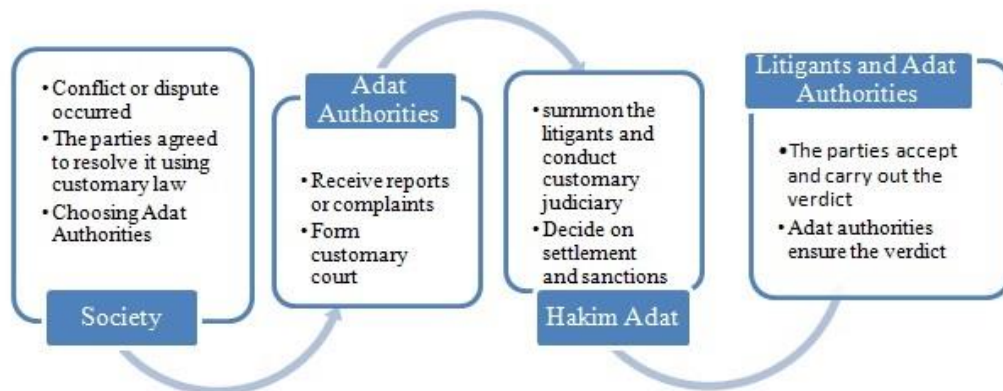 • Conflict or dispute
occurred
• The parties agreed
to resolve it using
customary law
• Choosing Adat
Authorities
Society
Adat
Authorities
• Receive reports
or complaints
• Form
customary
court
• summon the
litigants and
conduct
customary
judiciary
• Decide on
settlement
and sanctions
Hakim Adat
Litigants and Adat
Authorities
• The parties accept
and carry out the
verdict
• Adat authorities
ensure the verdict